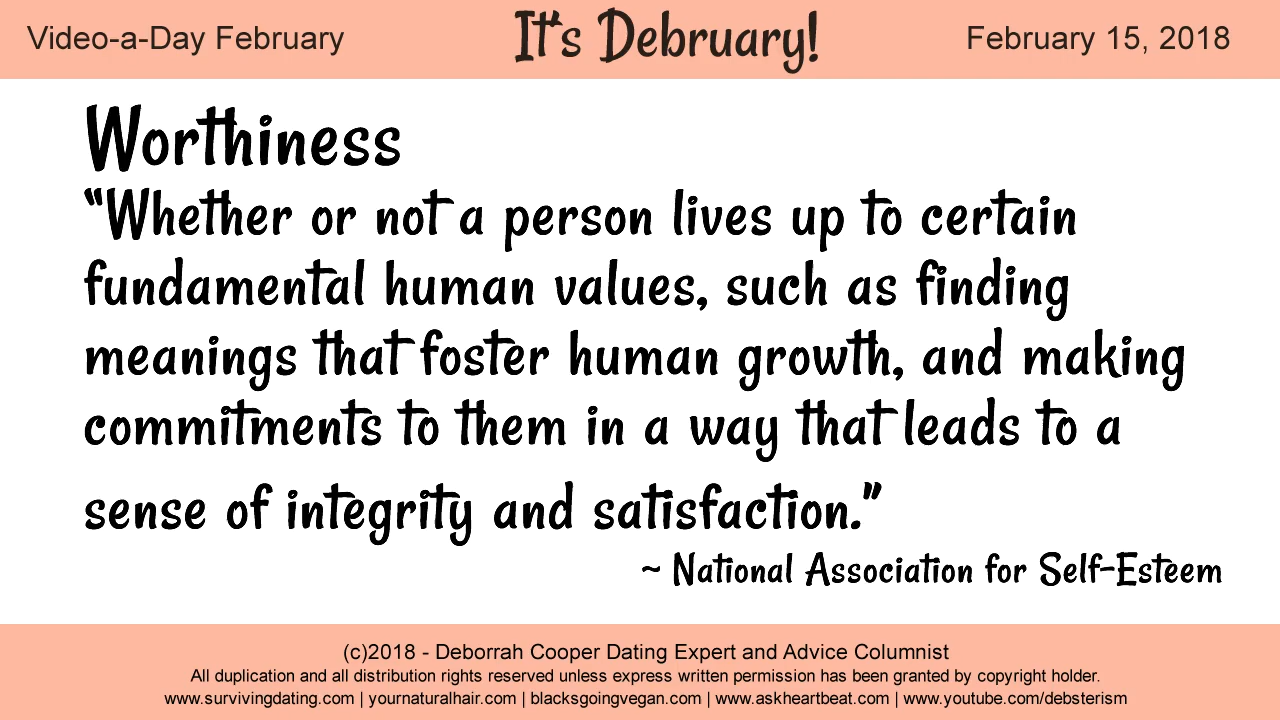 Video-a-Day February
It's Debruary!
February 15, 2018
Worthiness
“Whether or not a person lives up to certain
fundamental human values, such as finding
meanings that foster human growth, and making
commitments to them in a way that leads to a
sense of integrity and satisfaction.”
~ National Association for Self-Esteem
(c)2018 - Deborrah Cooper Dating Expert and Advice Columnist
All duplication and all distribution rights reserved unless express written permission has been granted by copyright holder.
www.survivingdating.com | yournaturalhair.com | blacksgoingvegan.com | www.askheartbeat.com | www.youtube.com/debsterism